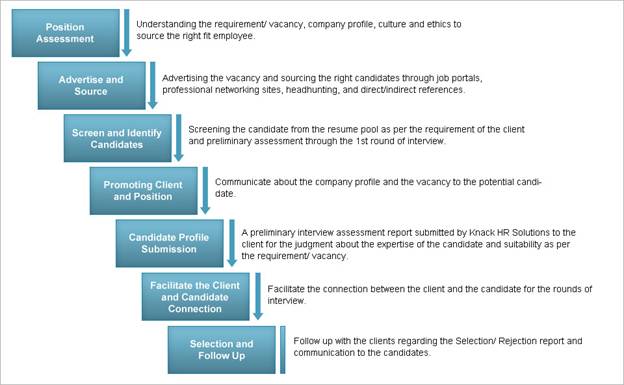 Position
Assessment
Understanding the requirement/ vacancy, company profile, culture and ethics to
source the right fit employee.
Advertise and
Source
Advertising the vacancy and sourcing the right candidates through job portals,
professional networking sites, headhunting, and direct/indirect references.
Screen and Identify
Candidates
Screening the candidate from the resume pool as per the requirement of the client
and preliminary assessment through the 1st round of interview.
Promoting Client
and Position
Communicate about the company profile and the vacancy to the potential candi-
date.
Candidate Profile
Submission
A preliminary interview assessment report submitted by Knack HR Solutions to the
client for the judgment about the expertise of the candidate and suitability as per
the requirement/ vacancy.
Facilitate the Client
and Candidate
Connection
Facilitate the connection between the client and the candidate for the rounds of
interview.
Selection and
Follow Up
Follow up with the clients regarding the Selection/ Rejection report and
communication to the candidates.